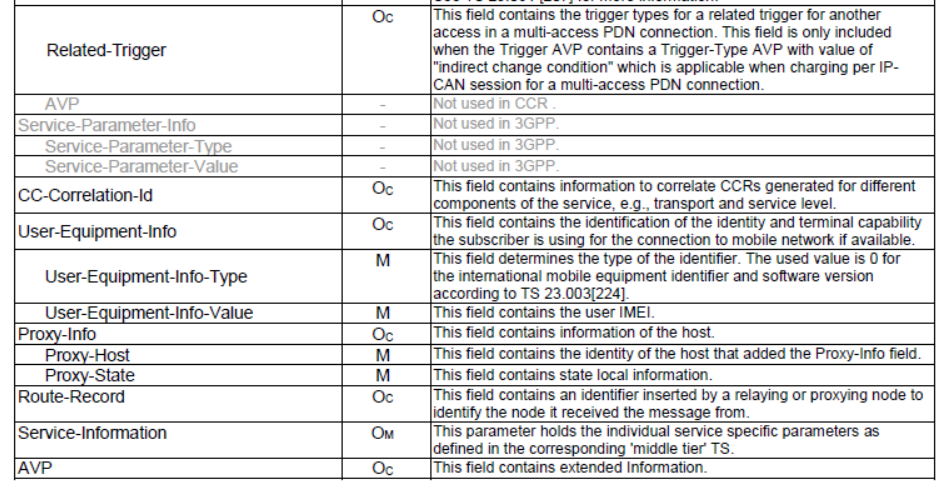 Related-Trigger
Oc
This field contains the trigger types for a related trigger for another
access in a multi-access PDN connection. This field is only included
when the Trigger AVP contains a Trigger-Type AVP with value of
"indirect change condition" which is applicable when charging per IP-
CAN session for a multi-access PDN connection.
AVP - Not used in CCR .
Service-Parameter-Info - Not used in 3GPP.
Service-Parameter-Type - Not used in 3GPP.
Service-Parameter-Value - Not used in 3GPP.
CC-Correlation-Id
Oc
This field contains information to correlate CCRs generated for different
components of the service, e.g., transport and service level.
User-Equipment-Info
Oc
This field contains the identification of the identity and terminal capability
the subscriber is using for the connection to mobile network if available.
User-Equipment-Info-Type
M
This field determines the type of the identifier. The used value is 0 for
the international mobile equipment identifier and software version
according to TS 23.003[224].
User-Equipment-Info-Value M This field contains the user IMEI.
Proxy-Info Oc This field contains information of the host.
Proxy-Host M This field contains the identity of the host that added the Proxy-Info field.
Proxy-State M This field contains state local information.
Route-Record
Oc
This field contains an identifier inserted by a relaying or proxying node to
identify the node it received the message from.
Service-Information
OM
This parameter holds the individual service specific parameters as
defined in the corresponding 'middle tier' TS.
AVP Oc This field contains extended Information.